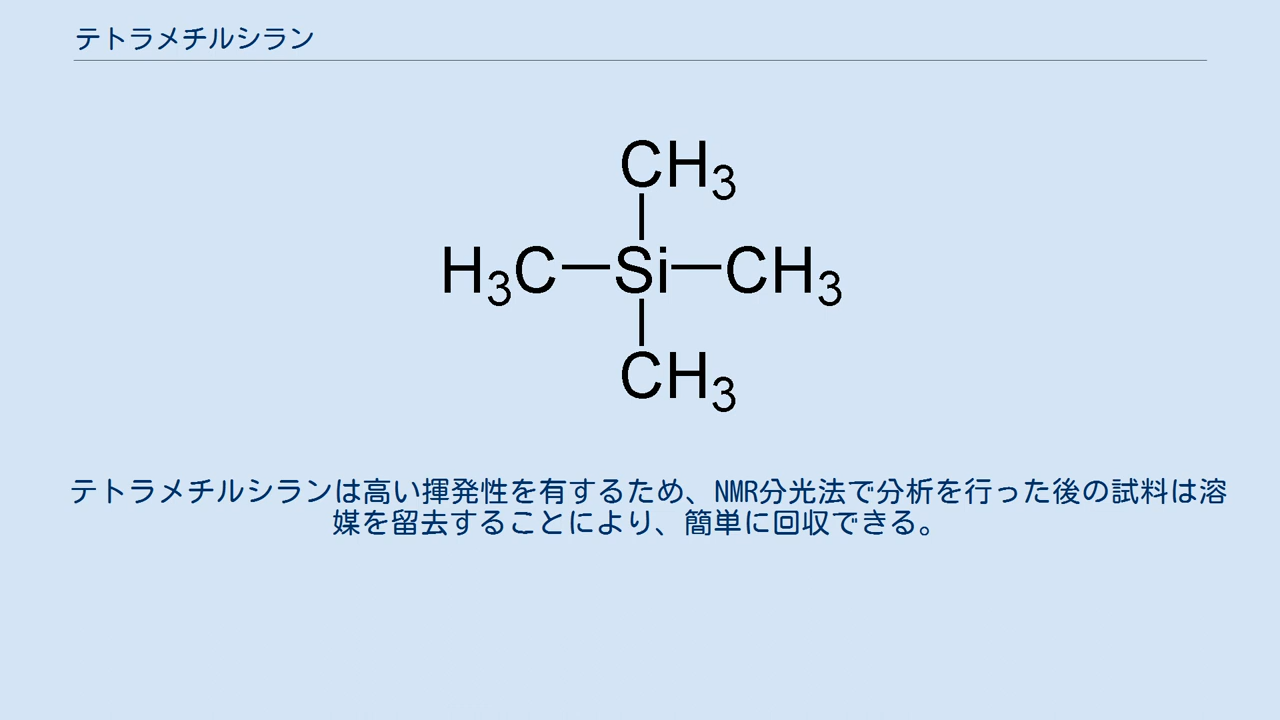 テトラメチルシラン
CH3
H3C—Si—CH3
CH3
テトラメチルシランは高い揮発性を有するため、NMR分光法で分析を行った後の試料は溶
媒を留去することにより、簡単に回収できる。